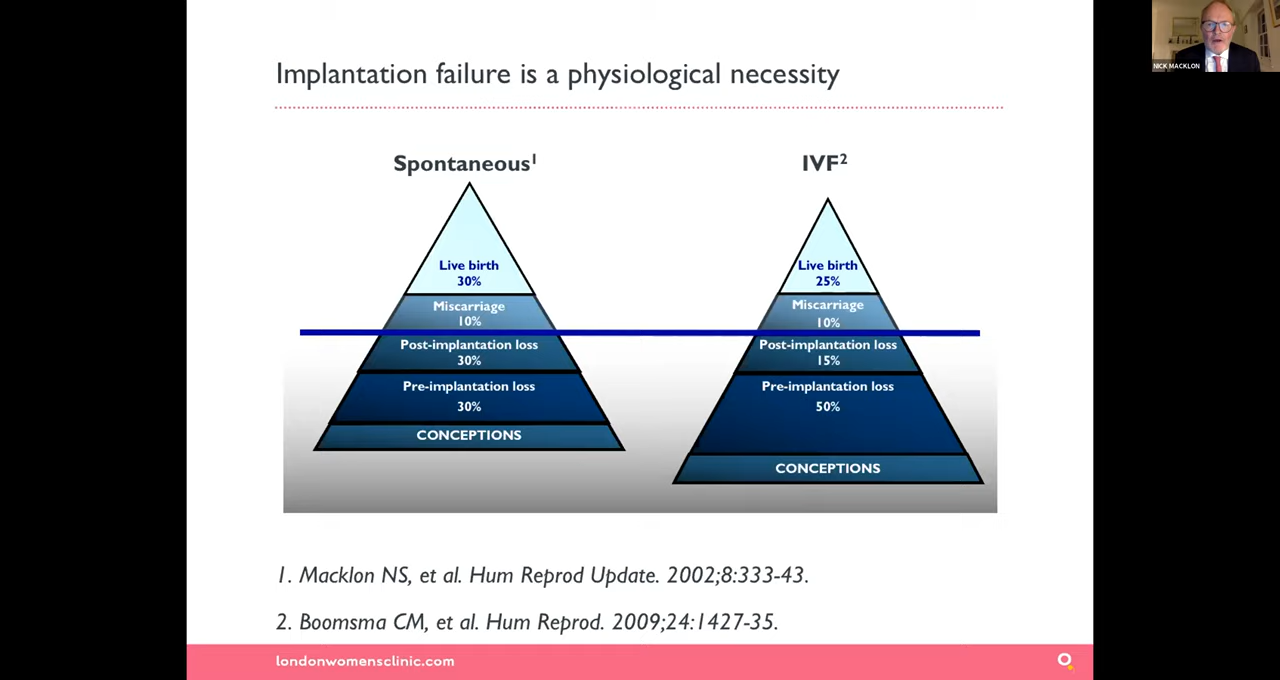 Implantation failure is a physiological necessity
NICK MACKLON
Spontaneous1
IVF2
Live birth
30%
Miscarriage
10%
Post-implantation loss
30%
Pre-implantation loss
30%
CONCEPTIONS
Live birth
25%
Miscarriage
10%
Post-implantation loss
15%
Pre-implantation loss
50%
CONCEPTIONS
1. Macklon NS, et al. Hum Reprod Update. 2002;8:333-43.
2. Boomsma CM, et al. Hum Reprod. 2009;24:1427-35.
londonwomensclinic.com